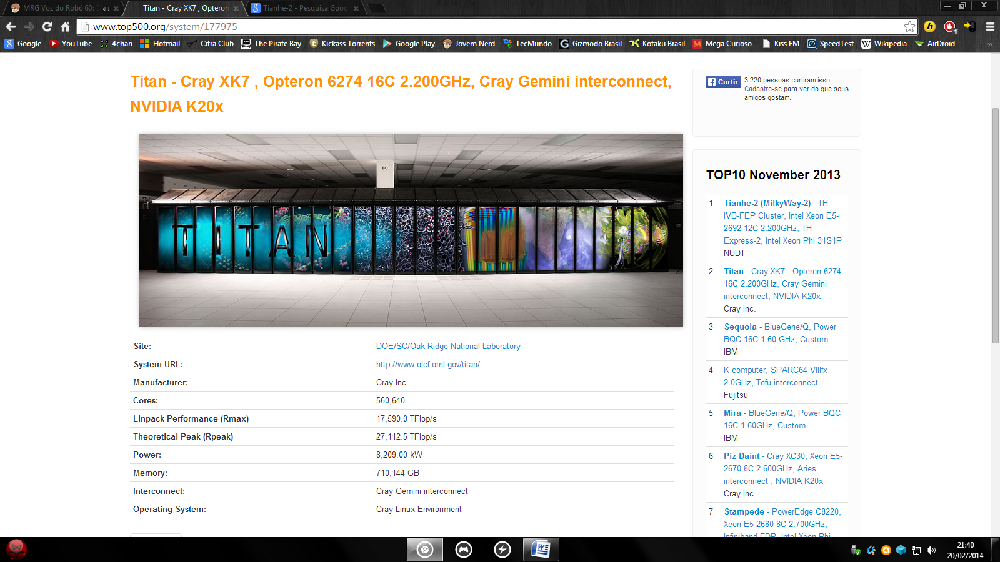 MRG Voz do Robô 60:
Titan - Cray XK7 , Opteron
Tianhe-2 - Pesquisa Goog
www.top500.org/system/177975
Google YouTube 4chan Hotmail Cifra Club The Pirate Bay Kickass Torrents Google Play Jovem Nerd TecMundo Gizmodo Brasil Kotaku Brasil Mega Curioso Kiss FM SpeedTest Wikipedia AirDroid
Titan - Cray XK7 , Opteron 6274 16C 2.200GHz, Cray Gemini interconnect,
NVIDIA K20x
BO
TITAN
Site: DOE/SC/Oak Ridge National Laboratory
System URL: http://www.olcf.ornl.gov/titan/
Manufacturer: Cray Inc.
Cores: 560,640
Linpack Performance (Rmax) 17,590.0 TFlop/s
Theoretical Peak (Rpeak) 27,112.5 TFlop/s
Power: 8,209.00 kW
Memory: 710,144 GB
Interconnect: Cray Gemini interconnect
Operating System: Cray Linux Environment
Curtir
3.220 pessoas curtiram isso.
Cadastre-se para ver do que seus
amigos gostam.
TOP10 November 2013
1 Tianhe-2 (MilkyWay-2) - TH-
IVB-FEP Cluster, Intel Xeon E5-
2692 12C 2.200GHz, TH
Express-2, Intel Xeon Phi 31S1P
NUDT
2 Titan - Cray XK7 , Opteron 6274
16C 2.200GHz, Cray Gemini
interconnect, NVIDIA K20x
Cray Inc.
3 Sequoia - BlueGene/Q, Power
BQC 16C 1.60 GHz, Custom
IBM
4 K computer, SPARC64 VIIIfx
2.0GHz, Tofu interconnect
Fujitsu
5 Mira - BlueGene/Q, Power BQC
16C 1.60GHz, Custom
IBM
6 Piz Daint - Cray XC30, Xeon E5-
2670 8C 2.600GHz, Aries
interconnect , NVIDIA K20x
Cray Inc.
7 Stampede - PowerEdge C8220,
Xeon E5-2680 8C 2.700GHz,
Infiniband FDR, Intel Xeon Phi
21:40
20/02/2014